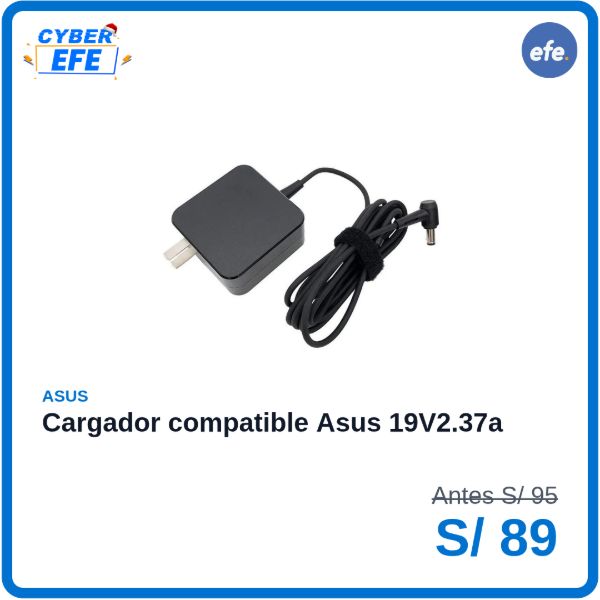 CYBER
EFE
efe.
ASUS
Cargador compatible Asus 19V2.37a
Antes S/ 95
S/ 89